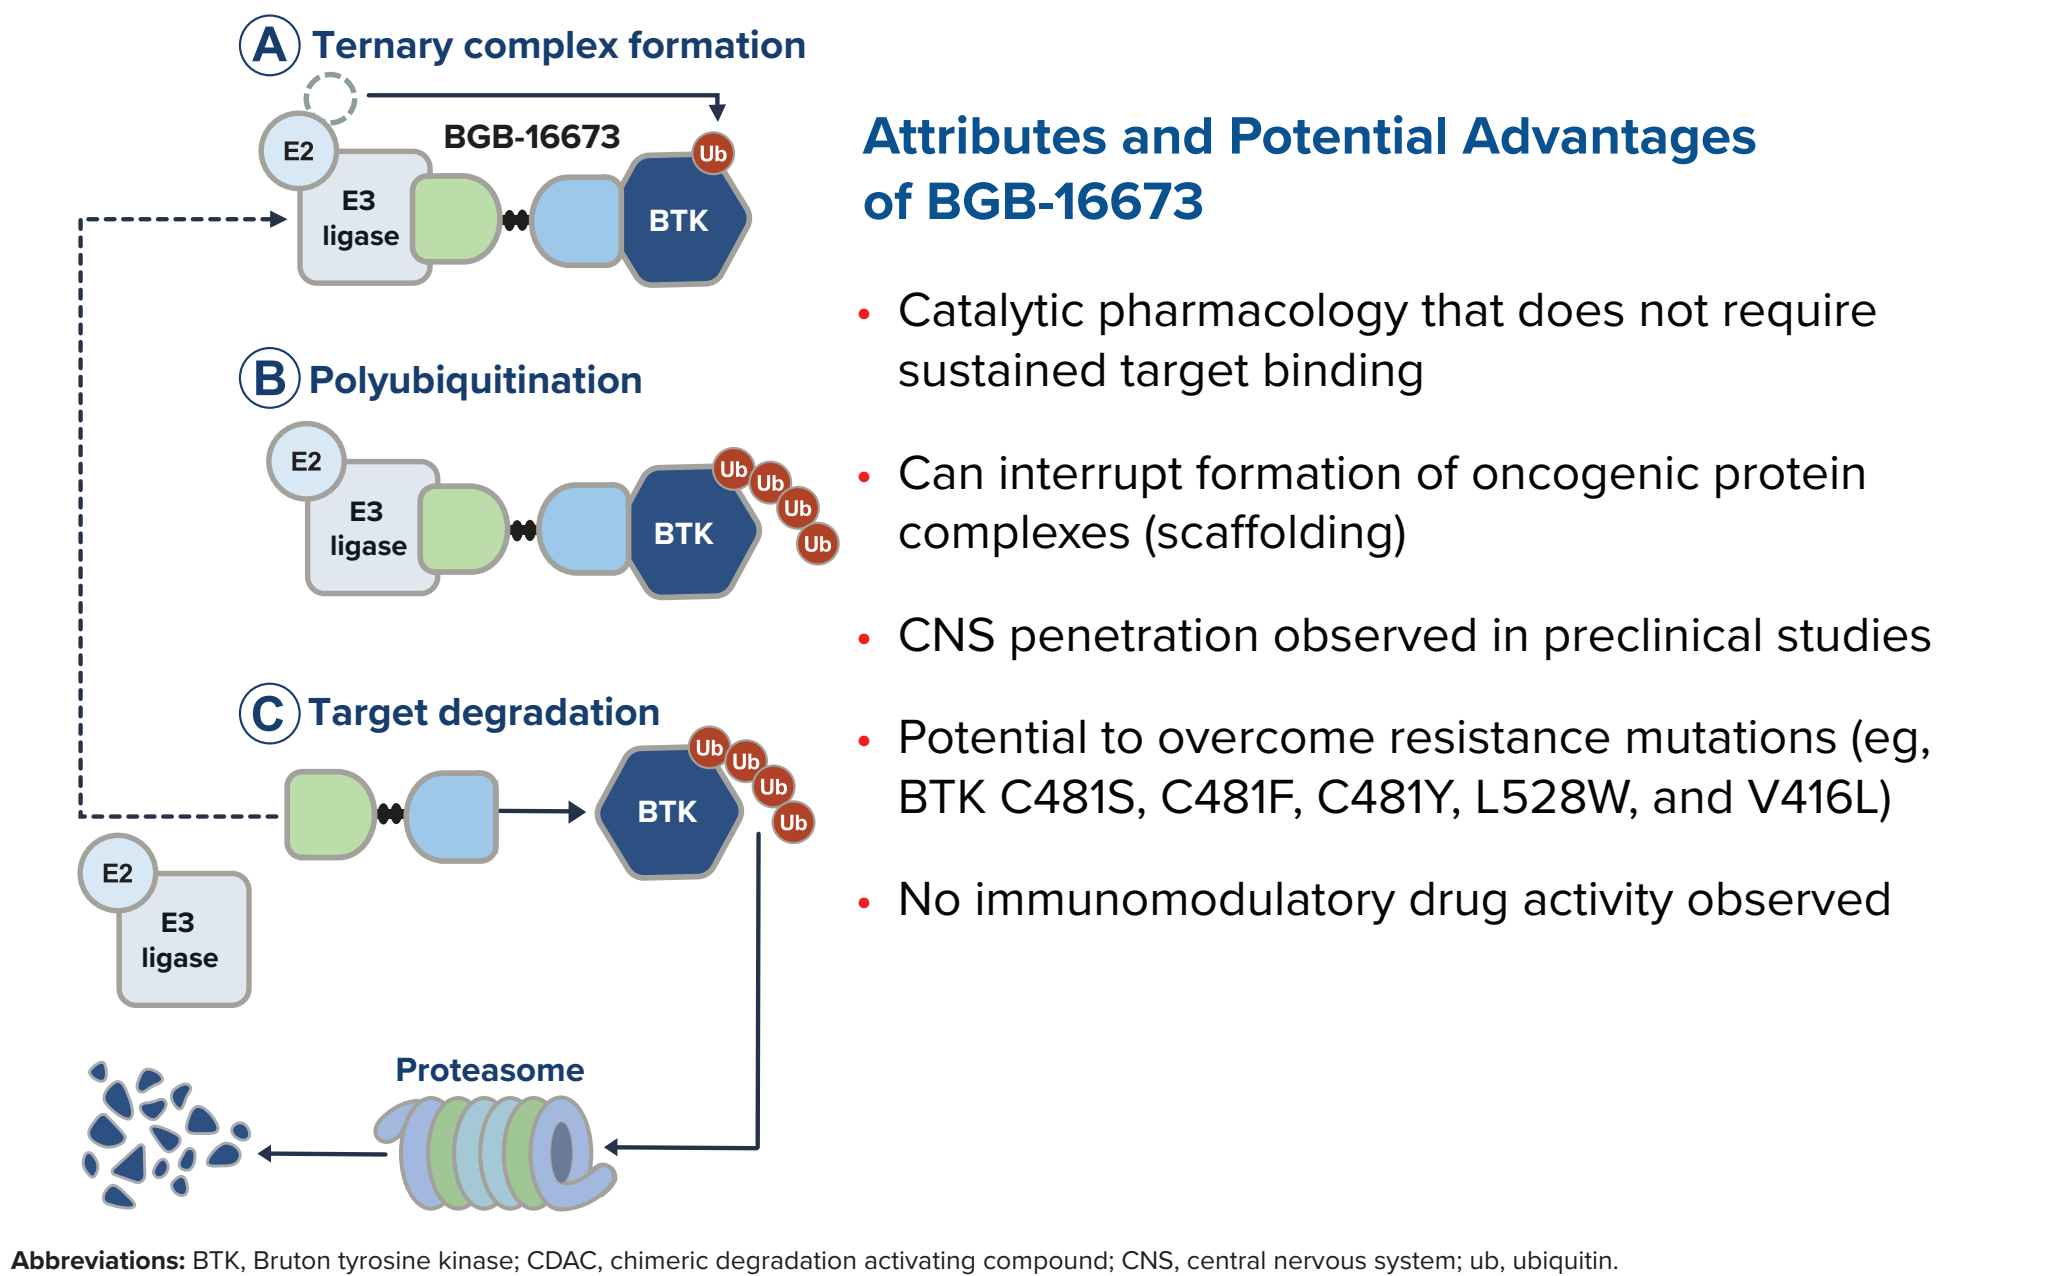 A Ternary complex formation
BGB-16673
E2
E3
ligase
BTK
Ub
B Polyubiquitination
E2
E3
ligase
BTK
Ub
Ub
Ub
Ub
C Target degradation
BTK
Ub
Ub
Ub
Ub
E2
E3
ligase
Proteasome
Attributes and Potential Advantages
of BGB-16673
• Catalytic pharmacology that does not require
sustained target binding
• Can interrupt formation of oncogenic protein
complexes (scaffolding)
• CNS penetration observed in preclinical studies
• Potential to overcome resistance mutations (eg,
BTK C481S, C481F, C481Y, L528W, and V416L)
• No immunomodulatory drug activity observed
Abbreviations: BTK, Bruton tyrosine kinase; CDAC, chimeric degradation activating compound; CNS, central nervous system; ub, ubiquitin.